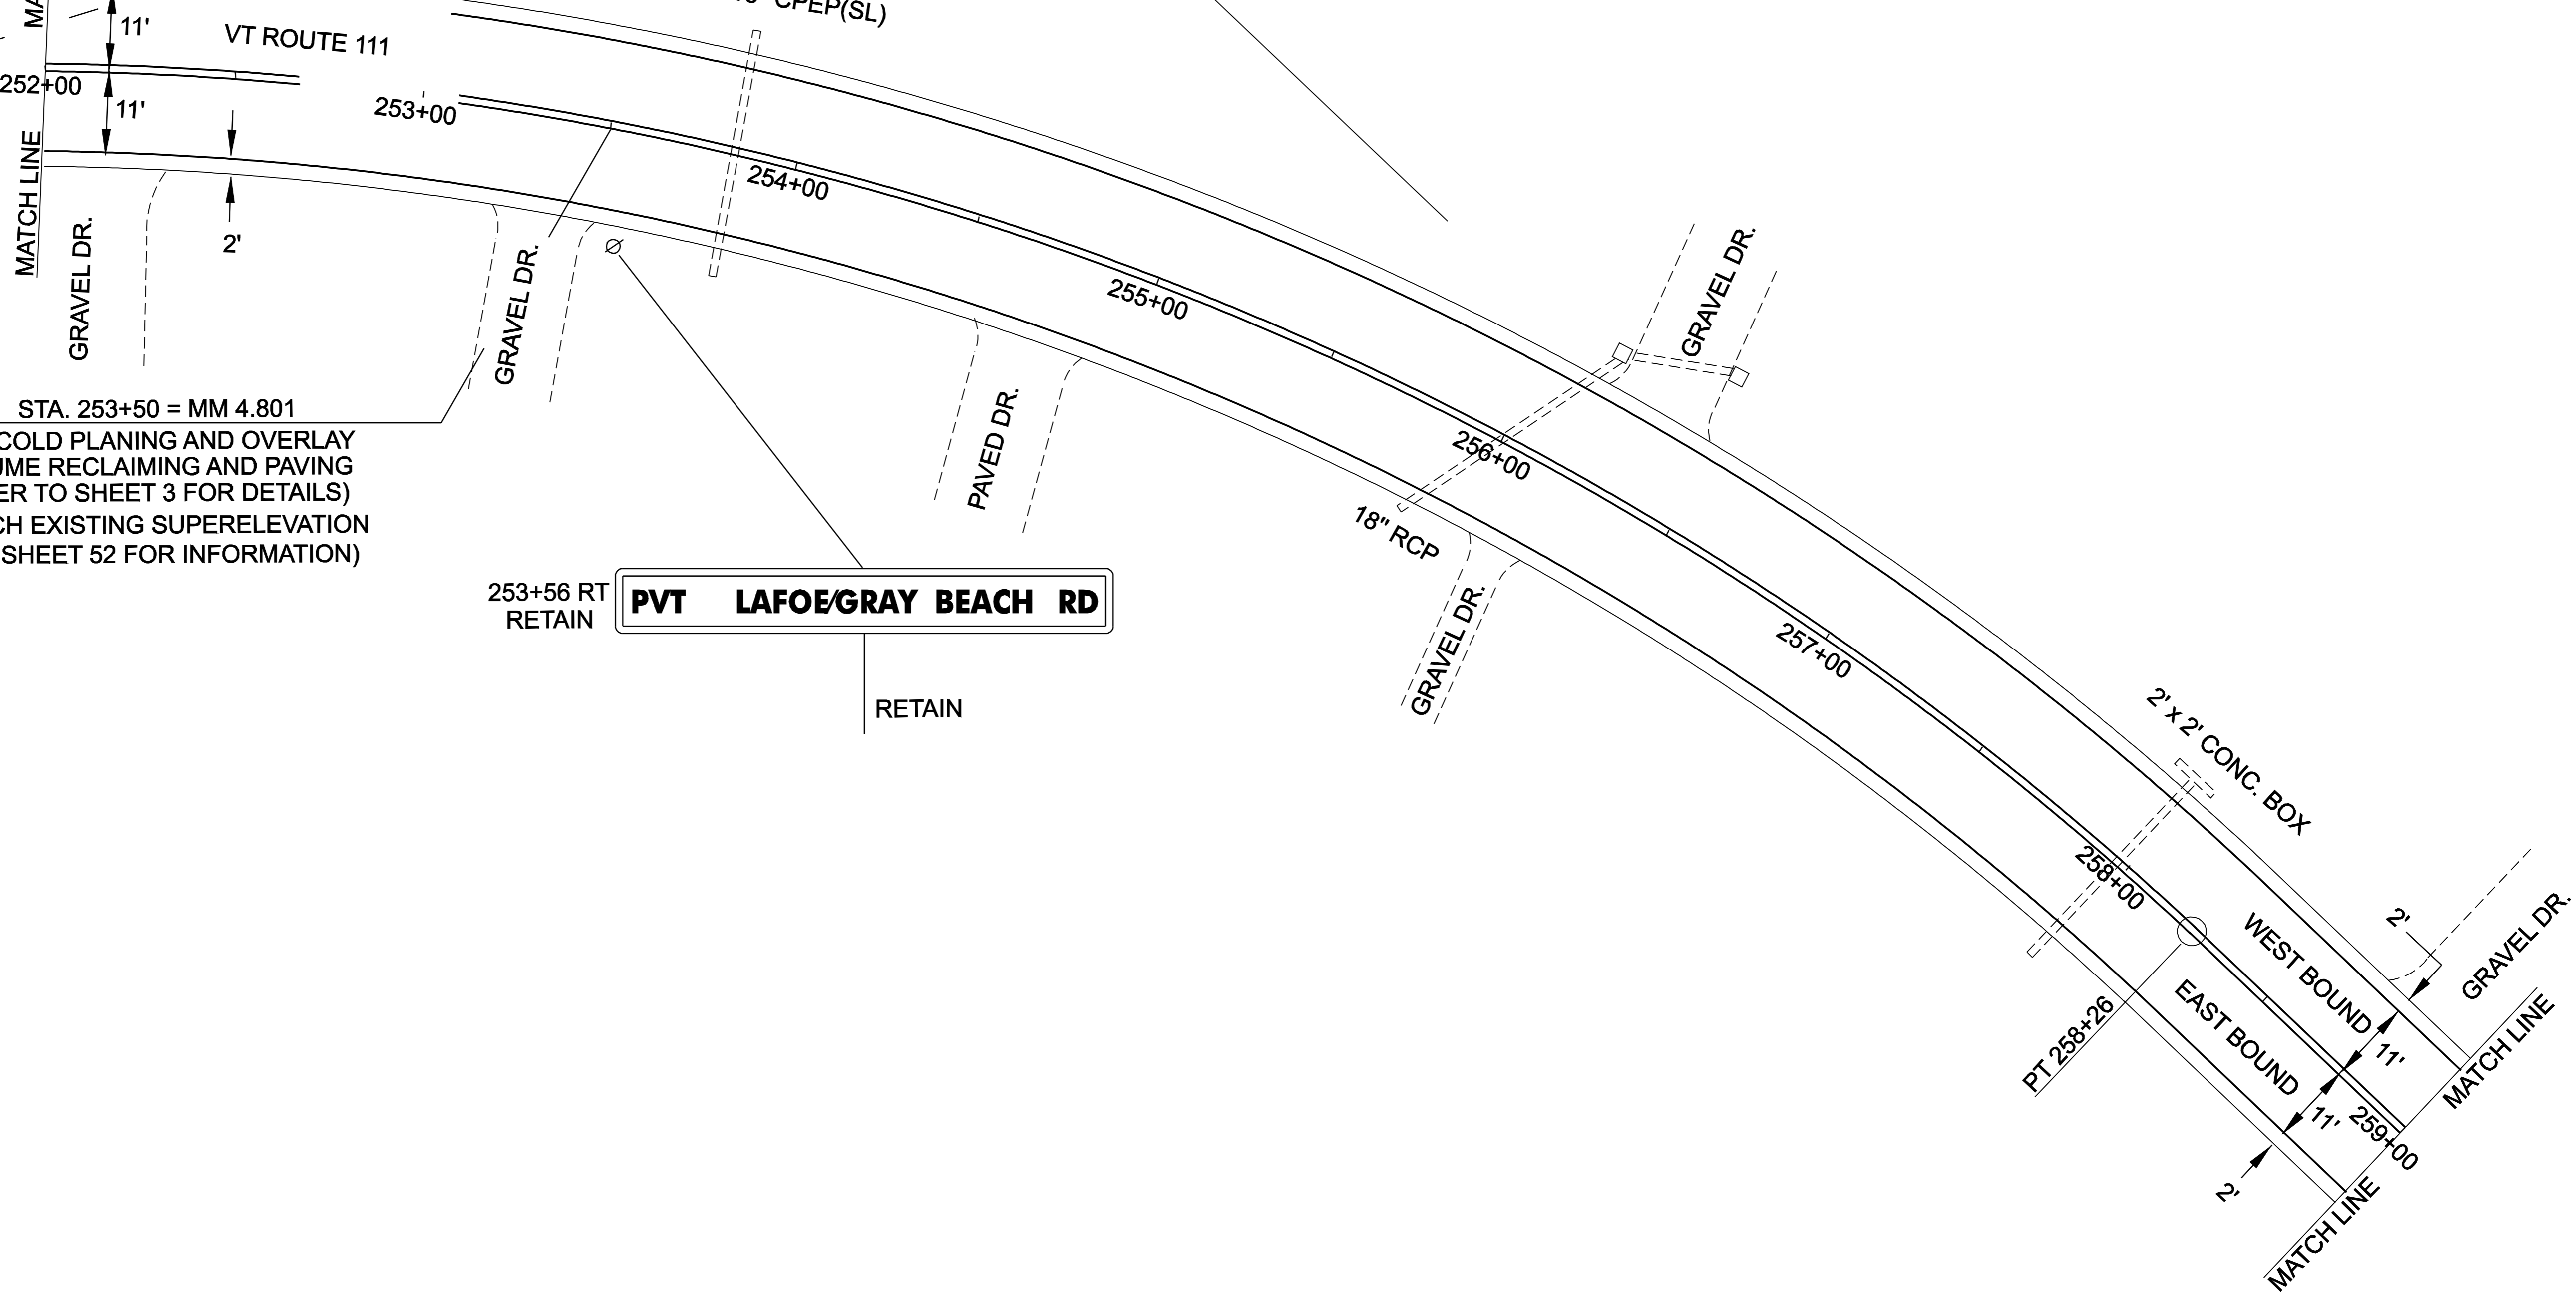 CPEP(SL)
11'
VT ROUTE 111
252+00
11'
253+00
MATCH LINE
2'
GRAVEL DR.
GRAVEL DR.
254+00
255+00
GRAVEL DR.
STA. 253+50 = MM 4.801
COLD PLANING AND OVERLAY
UME RECLAIMING AND PAVING
ER TO SHEET 3 FOR DETAILS)
CH EXISTING SUPERELEVATION
SHEET 52 FOR INFORMATION)
PAVED DR.
256+00
18" RCP
253+56 RT
RETAIN
PVT LAFOE/GRAY BEACH RD
RETAIN
GRAVEL DR.
257+00
2' x 2' CONC. BOX
258+00
WEST BOUND
EAST BOUND
2'
GRAVEL DR.
PT 258+26
11'
11'
259+00
MATCH LINE
2'
MATCH LINE